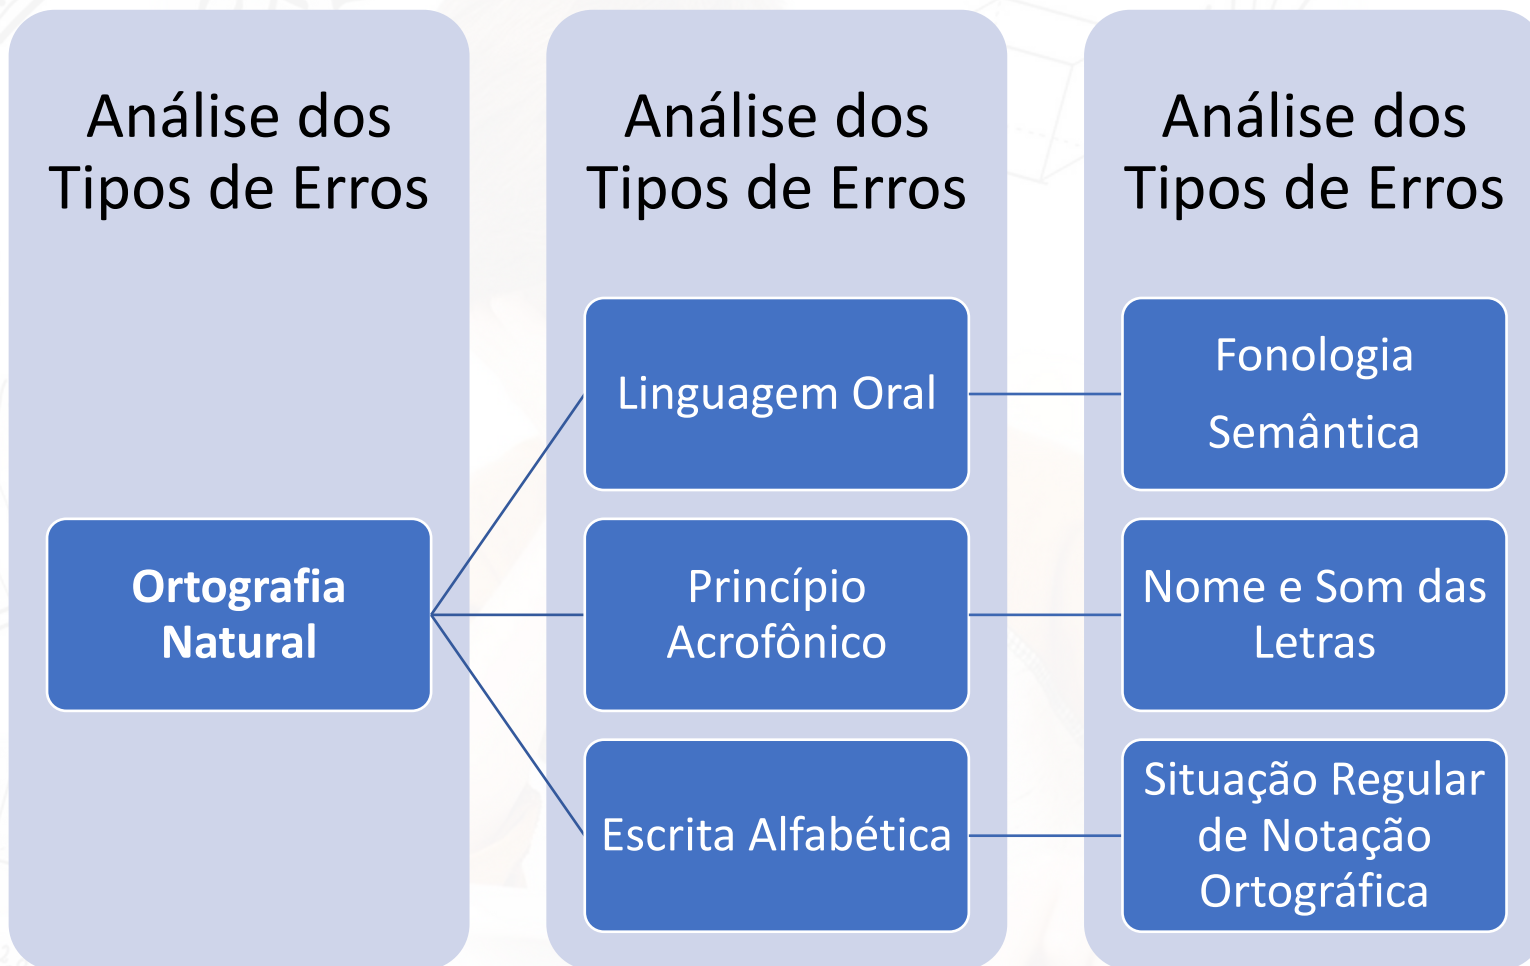 Análise dos
Tipos de Erros
Ortografia
Natural
Análise dos
Tipos de Erros
Linguagem Oral
Princípio
Acrofônico
Escrita Alfabética
Análise dos
Tipos de Erros
Fonologia
Semântica
Nome e Som das
Letras
Situação Regular
de Notação
Ortográfica